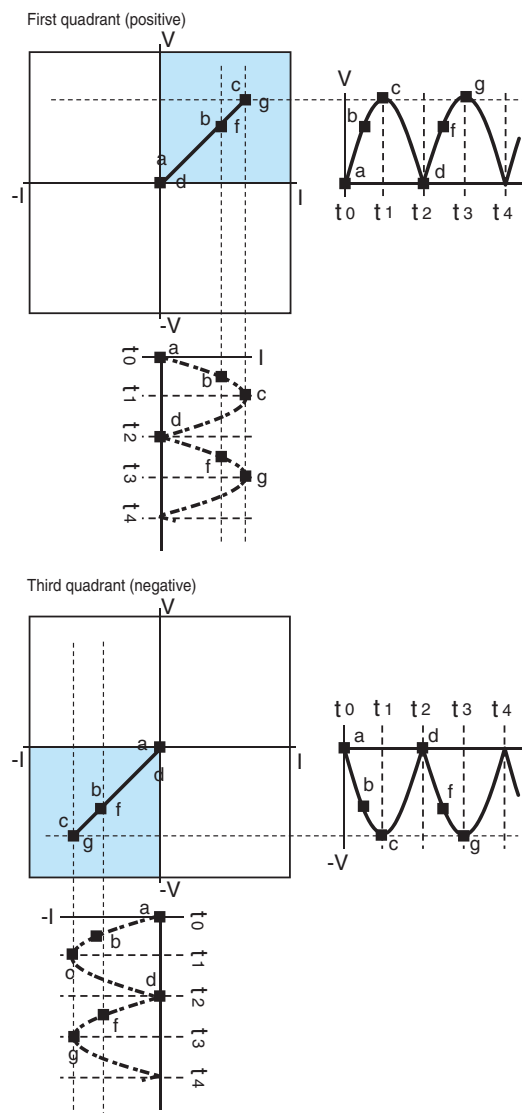 First quadrant (positive)
V
c
g
b
f
a
d
-I
I
-V
V
c
g
b
f
a
d
t0 t1 t2 t3 t4
t0
a
I
b
t1
c
d
t2
f
t3
g
t4
Third quadrant (negative)
V
-I
a
I
d
b
f
c
g
-V
t0 t1 t2 t3 t4
a
d
b
f
-V
c
g
-I
a
t0
b
t1
c
d
t2
f
t3
g
t4